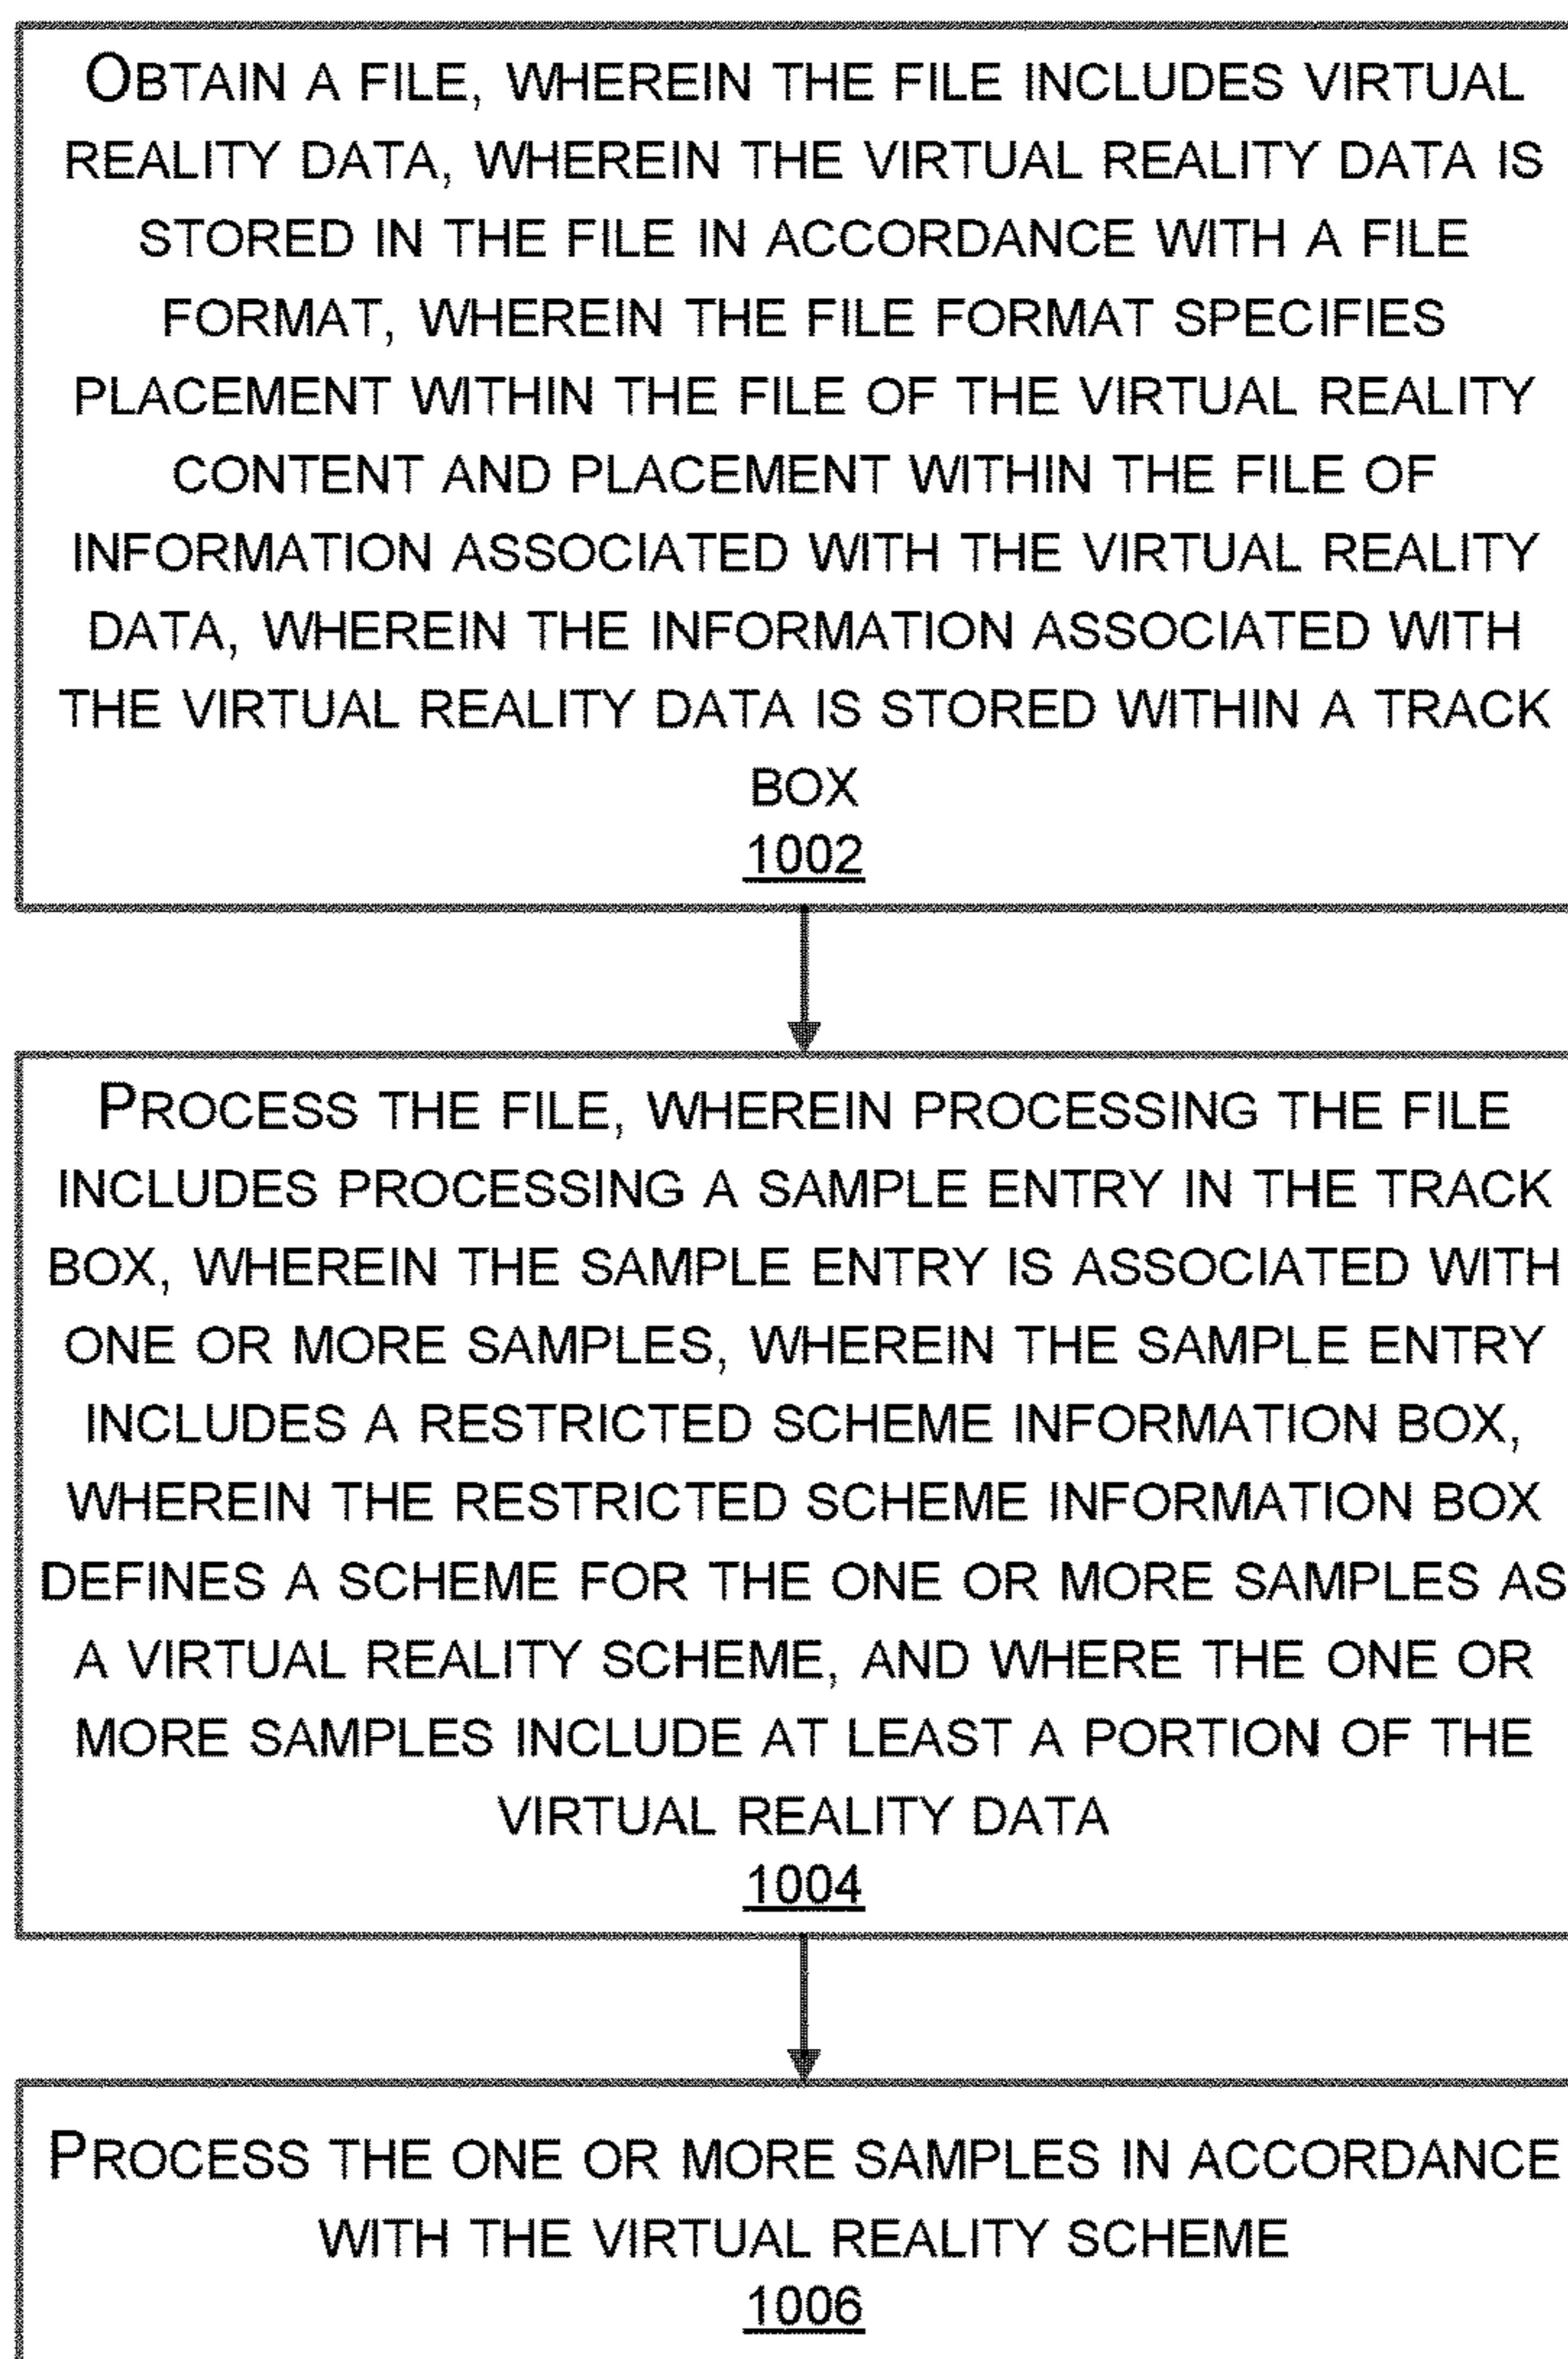 OBTAIN A FILE, WHEREIN THE FILE INCLUDES VIRTUAL
REALITY DATA, WHEREIN THE VIRTUAL REALITY DATA IS
STORED IN THE FILE IN ACCORDANCE WITH A FILE
FORMAT, WHEREIN THE FILE FORMAT SPECIFIES
PLACEMENT WITHIN THE FILE OF THE VIRTUAL REALITY
CONTENT AND PLACEMENT WITHIN THE FILE OF
INFORMATION ASSOCIATED WITH THE VIRTUAL REALITY
DATA, WHEREIN THE INFORMATION ASSOCIATED WITH
THE VIRTUAL REALITY DATA IS STORED WITHIN A TRACK
BOX
1002
PROCESS THE FILE, WHEREIN PROCESSING THE FILE
INCLUDES PROCESSING A SAMPLE ENTRY IN THE TRACK
BOX, WHEREIN THE SAMPLE ENTRY IS ASSOCIATED WITH
ONE OR MORE SAMPLES, WHEREIN THE SAMPLE ENTRY
INCLUDES A RESTRICTED SCHEME INFORMATION BOX,
WHEREIN THE RESTRICTED SCHEME INFORMATION BOX
DEFINES A SCHEME FOR THE ONE OR MORE SAMPLES AS
A VIRTUAL REALITY SCHEME, AND WHERE THE ONE OR
MORE SAMPLES INCLUDE AT LEAST A PORTION OF THE
VIRTUAL REALITY DATA
1004
PROCESS THE ONE OR MORE SAMPLES IN ACCORDANCE
WITH THE VIRTUAL REALITY SCHEME
1006